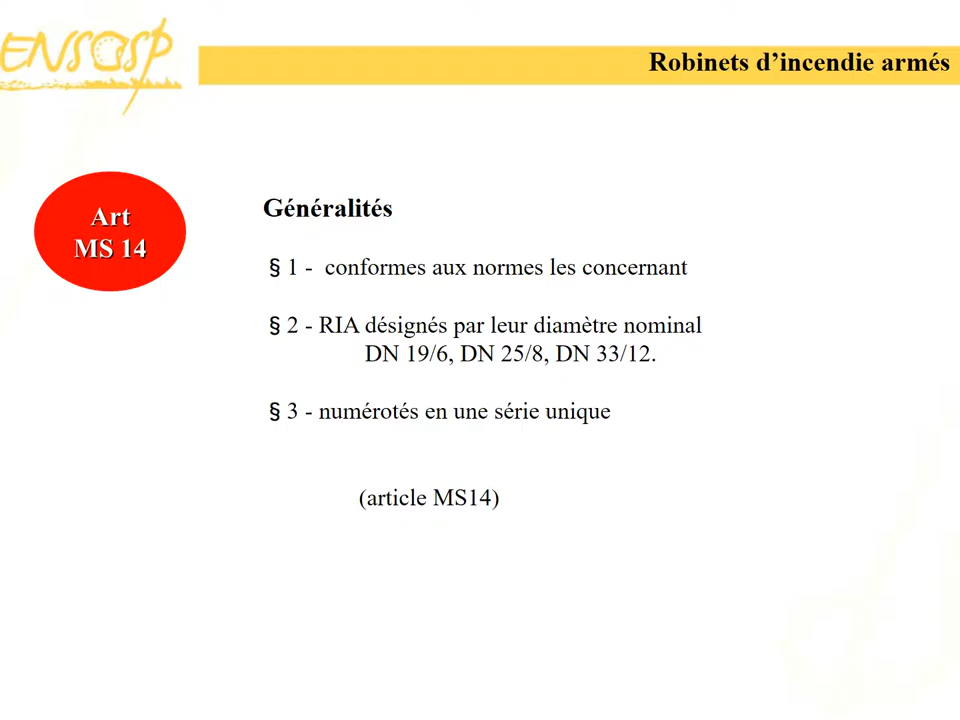 ENSOSP
Robinets d’incendie armés
Art
MS 14
Généralités
§ 1 - conformes aux normes les concernant
§ 2 - RIA désignés par leur diamètre nominal
DN 19/6, DN 25/8, DN 33/12.
§ 3 - numérotés en une série unique
(article MS14)